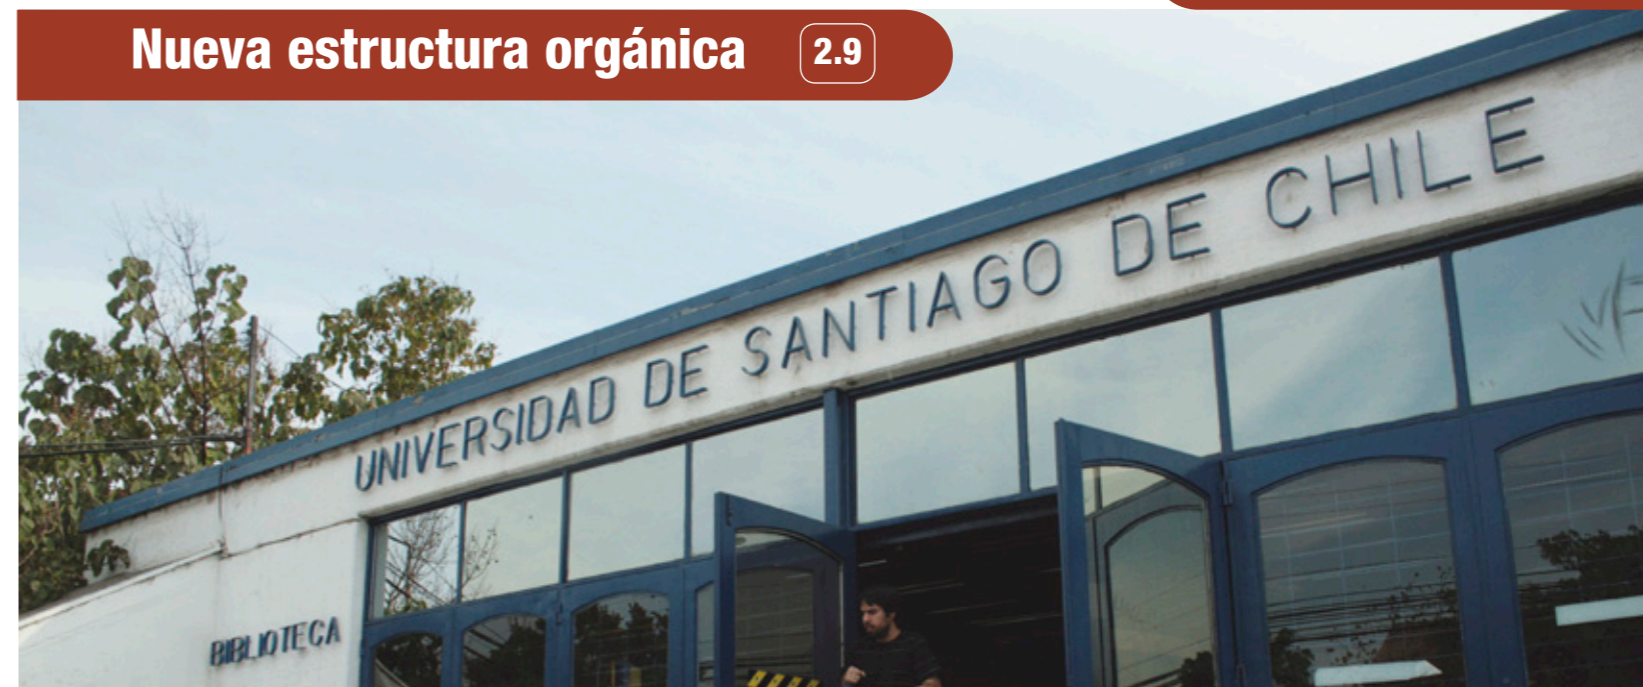 Nueva estructura orgánica 2.9
UNIVERSIDAD DE SANTIAGO DE CHILE
BIBLIOTECA